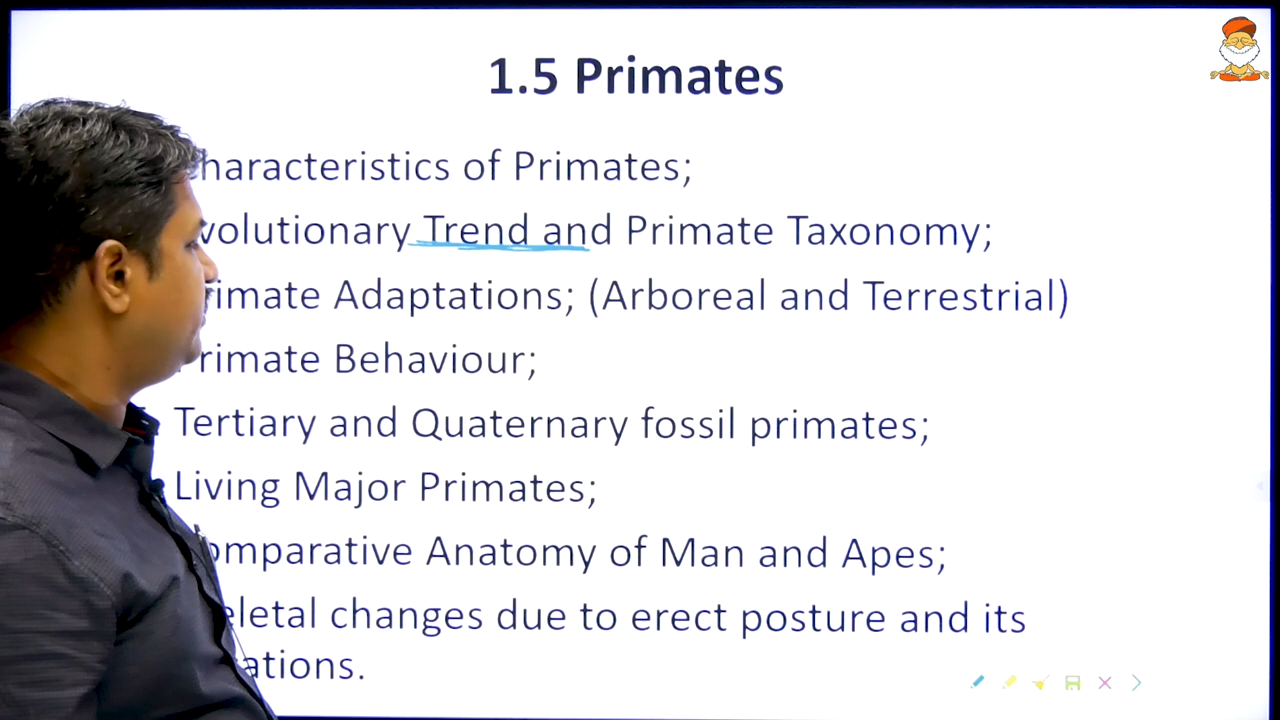 1.5 Primates
haracteristics of Primates;
volutionary Trend and Primate Taxonomy;
imate Adaptations; (Arboreal and Terrestrial)
rimate Behaviour;
Tertiary and Quaternary fossil primates;
Living Major Primates;
omparative Anatomy of Man and Apes;
eletal changes due to erect posture and its
ations.